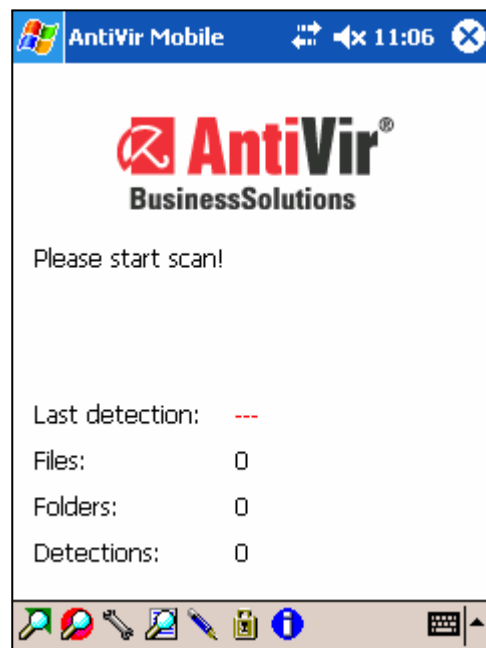 AntiVir Mobile 11:06
AntiVir®
BusinessSolutions
Please start scan!
Last detection: ---
Files: 0
Folders: 0
Detections: 0